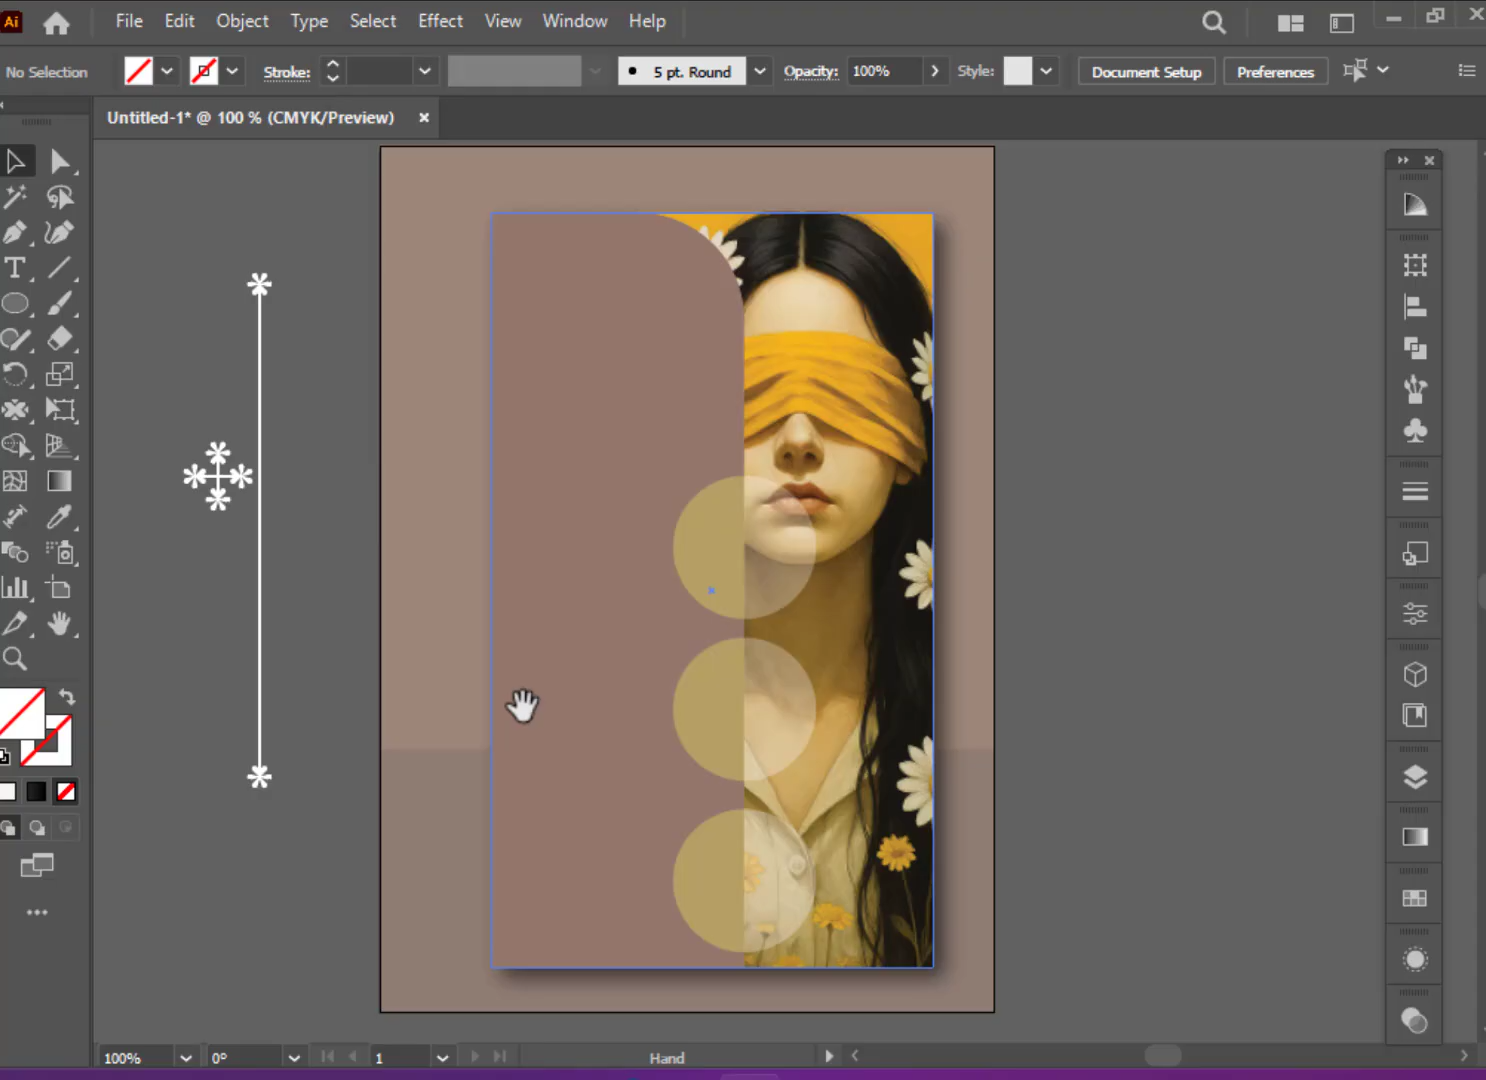 Ai File Edit Object Type Select Effect View Window Help
No Selection Stroke: 5 pt. Round Opacity: 100% Style: Document Setup Preferences
Untitled-1* @ 100 % (CMYK/Preview)
T
100% 0° 1 Hand